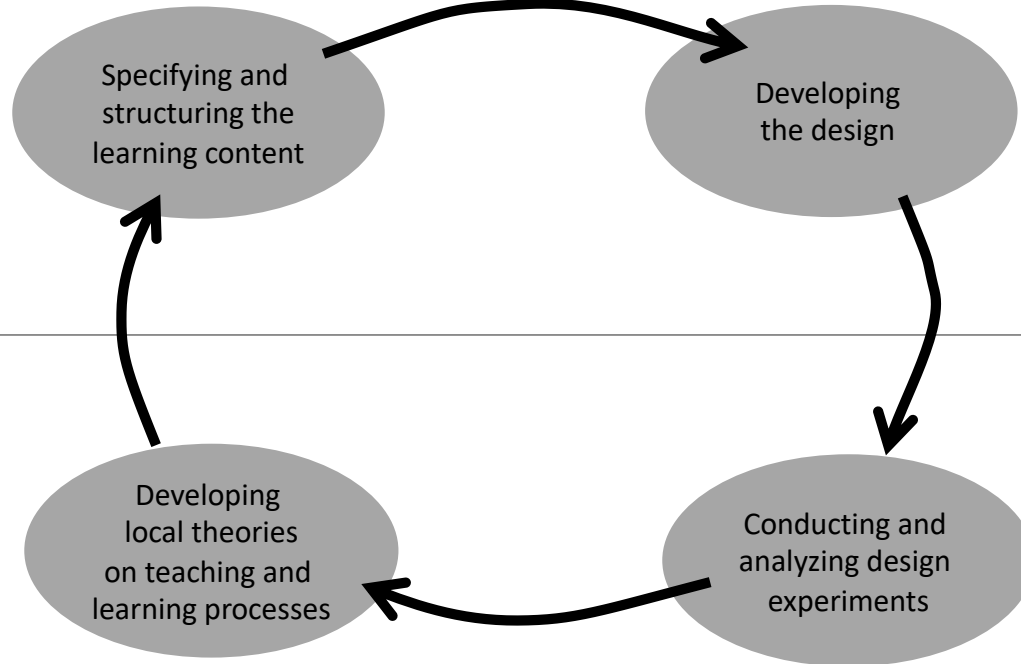 Specifying and
structuring the
learning content
Developing
the design
Developing
local theories
on teaching and
learning processes
Conducting and
analyzing design
experiments